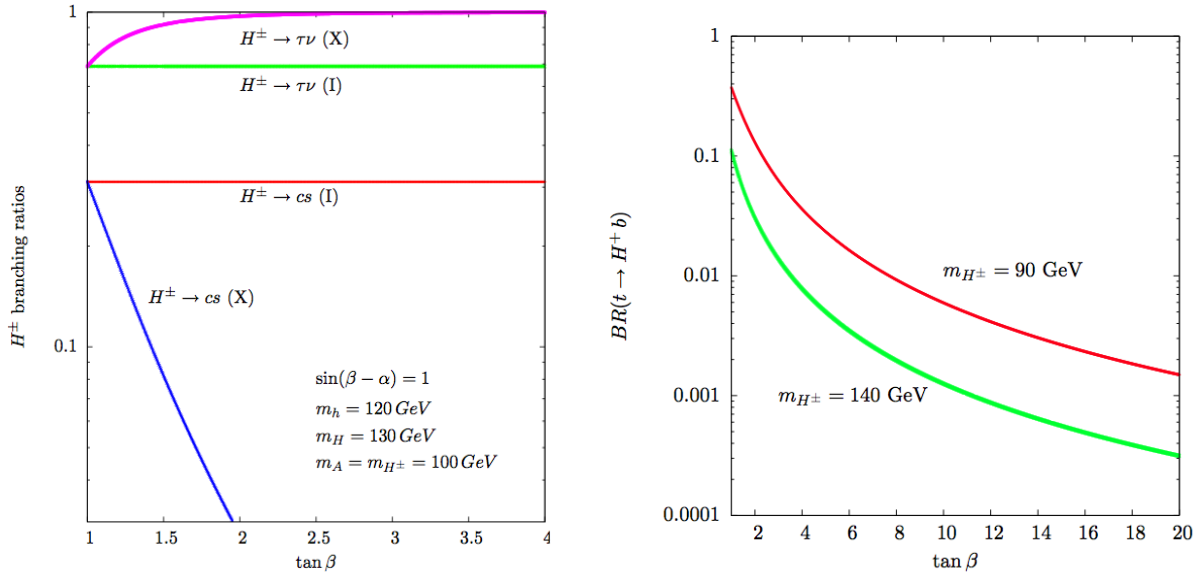 H± branching ratios
1
0.1
H± → τν (X)
H± → τν (I)
H± → cs (I)
H± → cs (X)
sin(β − α) = 1
m_h = 120 GeV
m_H = 130 GeV
m_A = m_H± = 100 GeV
1 1.5 2 2.5 3 3.5 4
tan β
BR(t → H⁺b)
1
0.1
0.01
0.001
0.0001
m_H± = 90 GeV
m_H± = 140 GeV
2 4 6 8 10 12 14 16 18 20
tan β